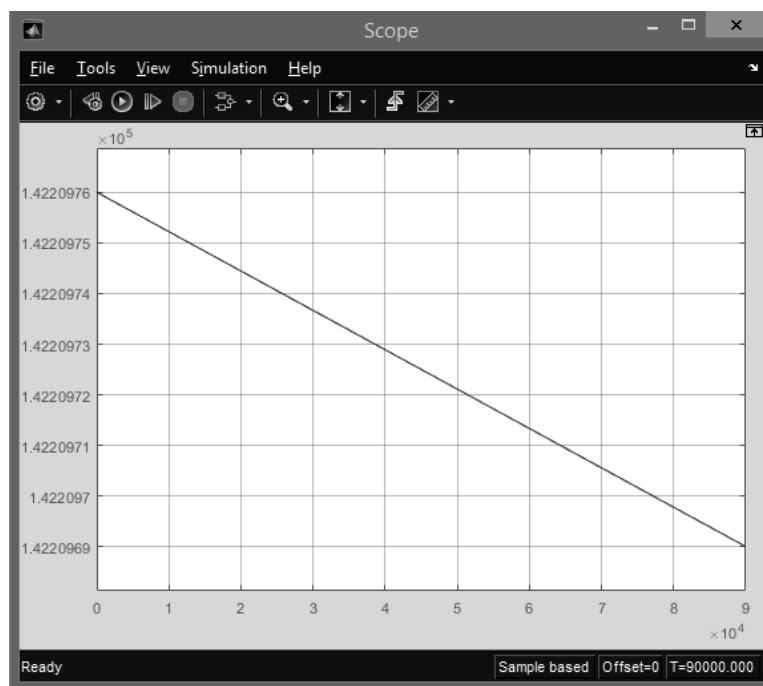 Scope
File Tools View Simulation Help
×10^5
1.4220976
1.4220975
1.4220974
1.4220973
1.4220972
1.4220971
1.422097
1.4220969
0 1 2 3 4 5 6 7 8 9
×10^4
Ready Sample based Offset=0 T=90000.000